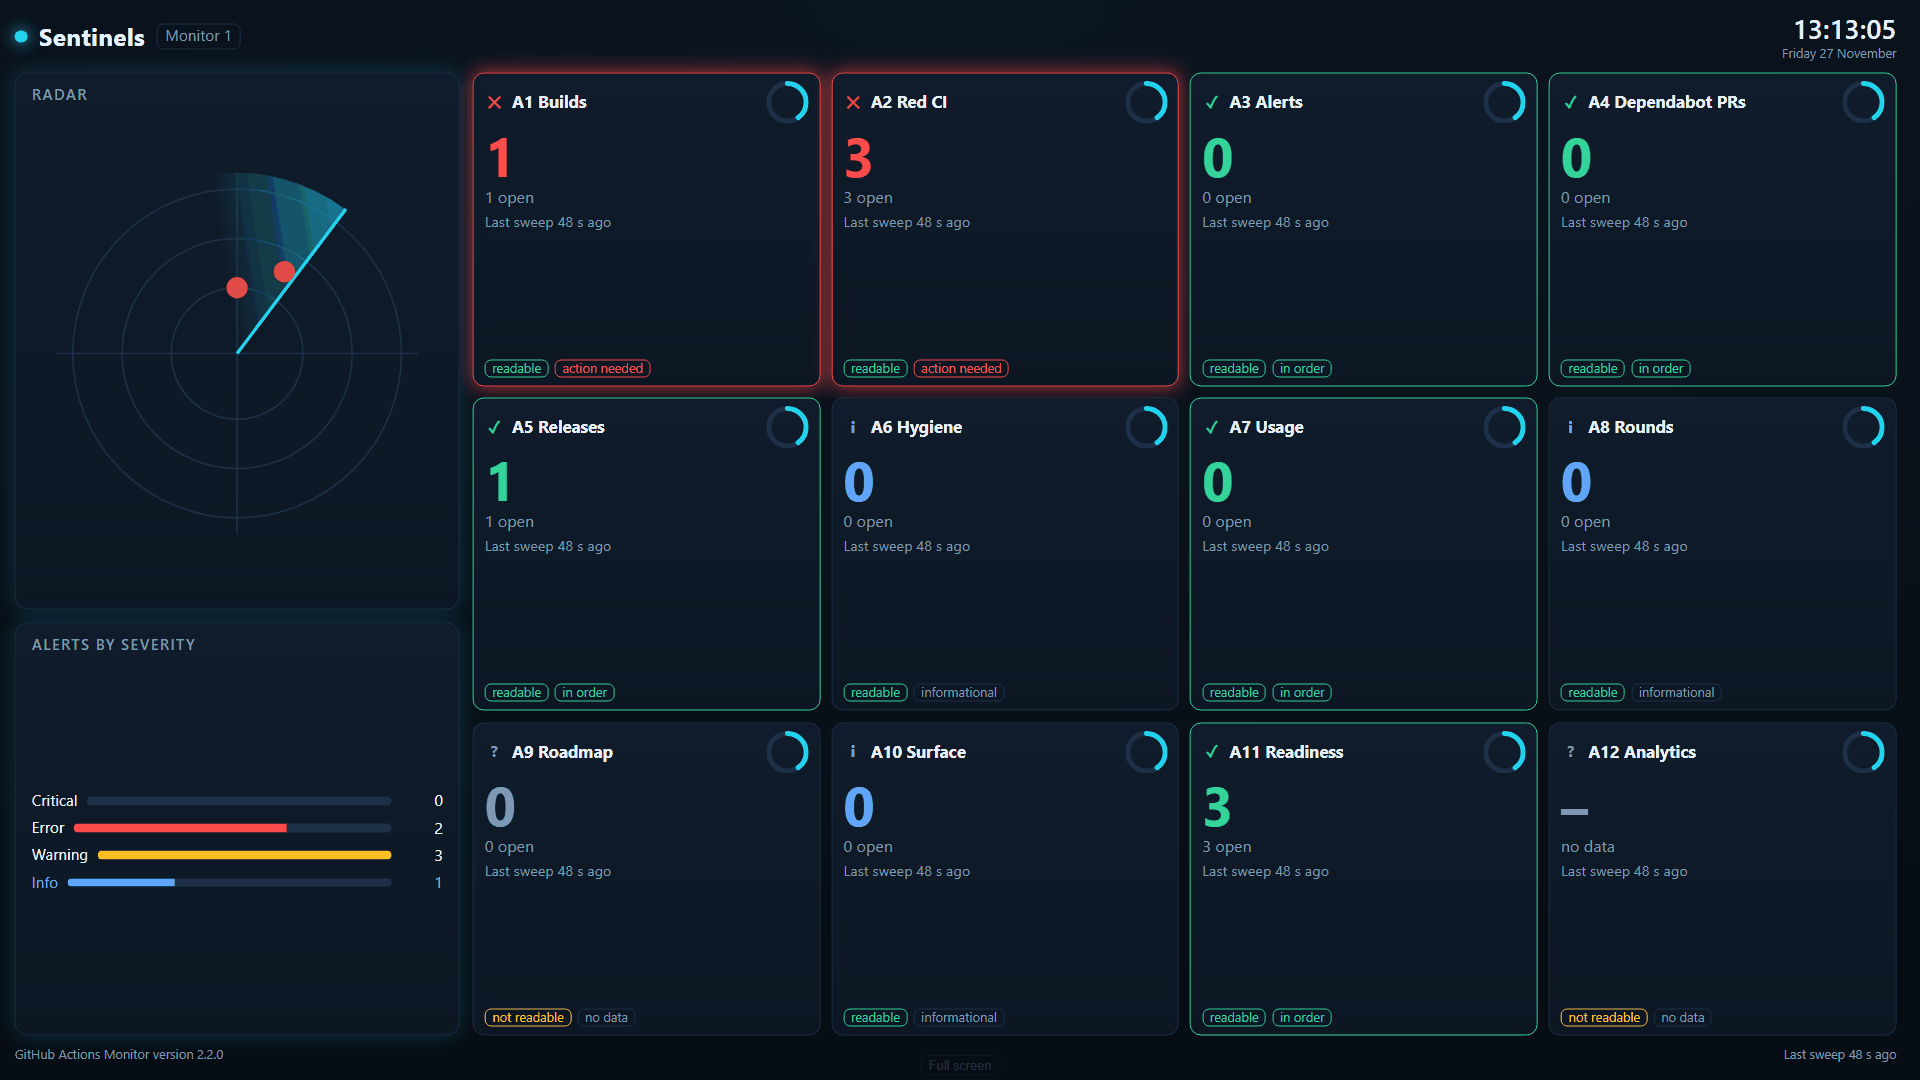 Sentinels
Monitor 1
13:13:05
Friday 27 November
RADAR
A1 Builds
1
1 open
Last sweep 48 s ago
readable
action needed
A2 Red CI
3
3 open
Last sweep 48 s ago
readable
action needed
A3 Alerts
0
0 open
Last sweep 48 s ago
readable
in order
A4 Dependabot PRs
0
0 open
Last sweep 48 s ago
readable
in order
A5 Releases
1
1 open
Last sweep 48 s ago
readable
in order
A6 Hygiene
0
0 open
Last sweep 48 s ago
readable
informational
A7 Usage
0
0 open
Last sweep 48 s ago
readable
in order
A8 Rounds
0
0 open
Last sweep 48 s ago
readable
informational
ALERTS BY SEVERITY
Critical 0
Error 2
Warning 3
Info 1
? A9 Roadmap
0
0 open
Last sweep 48 s ago
not readable
no data
A10 Surface
0
0 open
Last sweep 48 s ago
readable
informational
A11 Readiness
3
3 open
Last sweep 48 s ago
readable
in order
? A12 Analytics
—
no data
Last sweep 48 s ago
not readable
no data
GitHub Actions Monitor version 2.2.0
Full screen
Last sweep 48 s ago